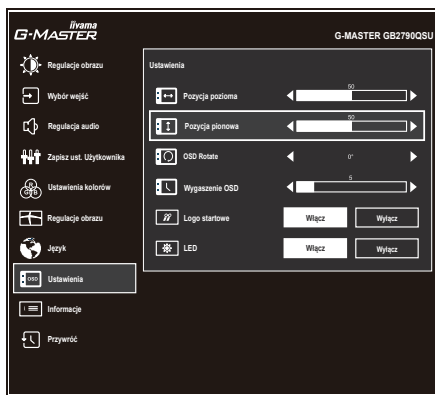 iiyama
G-MASTER
G-MASTER GB2790QSU
Regulacje obrazu
Wybór wejść
Regulacja audio
Zapisz ust. Użytkownika
R
G B
Ustawienia kolorów
Regulacje obrazu
Język
OSD
Ustawienia
i
Informacje
Przywróć
Ustawienia
Pozycja pozioma
50
Pozycja pionowa
50
OSD Rotate
0°
Wygaszenie OSD
5
Logo startowe
Włącz
Wyłącz
LED
Włącz
Wyłącz